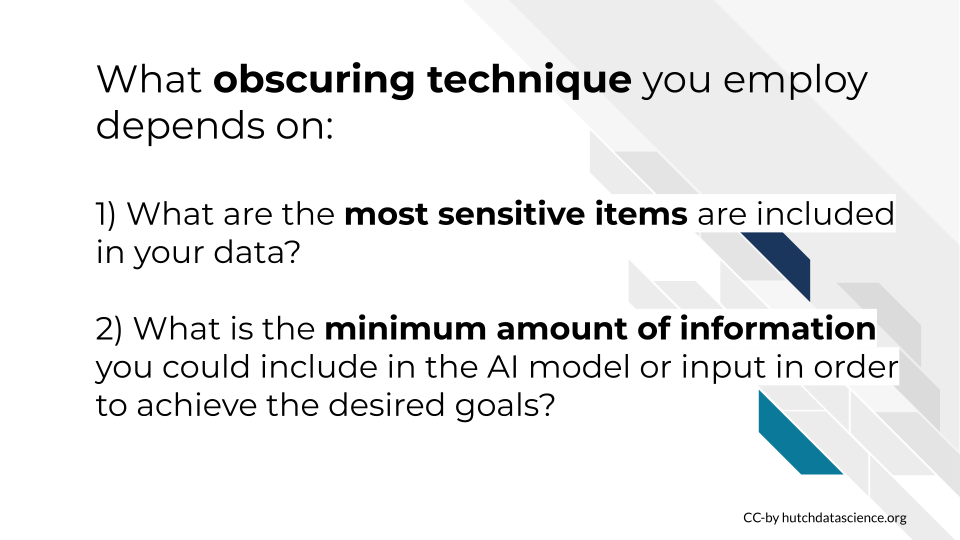 What obscuring technique you employ
depends on:
1) What are the most sensitive items are included
in your data?
2) What is the minimum amount of information
you could include in the AI model or input in order
to achieve the desired goals?
CC-by hutchdatascience.org